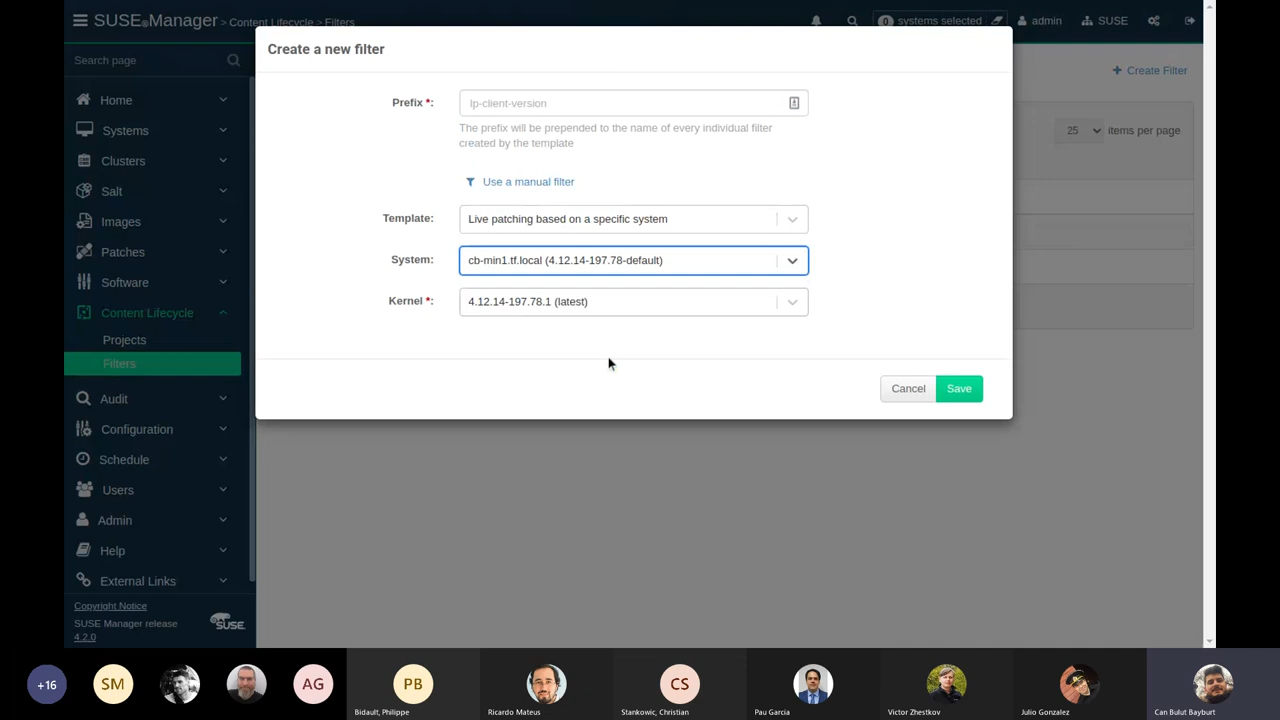 SUSE Manager > Content Lifecycle > Filters
0 systems selected
admin
SUSE
Search page
Home
Systems
Clusters
Salt
Images
Patches
Software
Content Lifecycle
Projects
Filters
Audit
Configuration
Schedule
Users
Admin
Help
External Links
Copyright Notice
SUSE Manager release
4.2.0
SUSE
Create Filter
25 items per page
Create a new filter
Prefix *: lp-client-version
The prefix will be prepended to the name of every individual filter
created by the template
Use a manual filter
Template: Live patching based on a specific system
System: cb-min1.tf.local (4.12.14-197.78-default)
Kernel *: 4.12.14-197.78.1 (latest)
Cancel
Save
+16
SM
AG
PB
Bidault, Philippe
Ricardo Mateus
CS
Stankovic, Christian
Pau Garcia
Victor Zhestkov
Julio Gonzalez
Can Bulut Bayburt